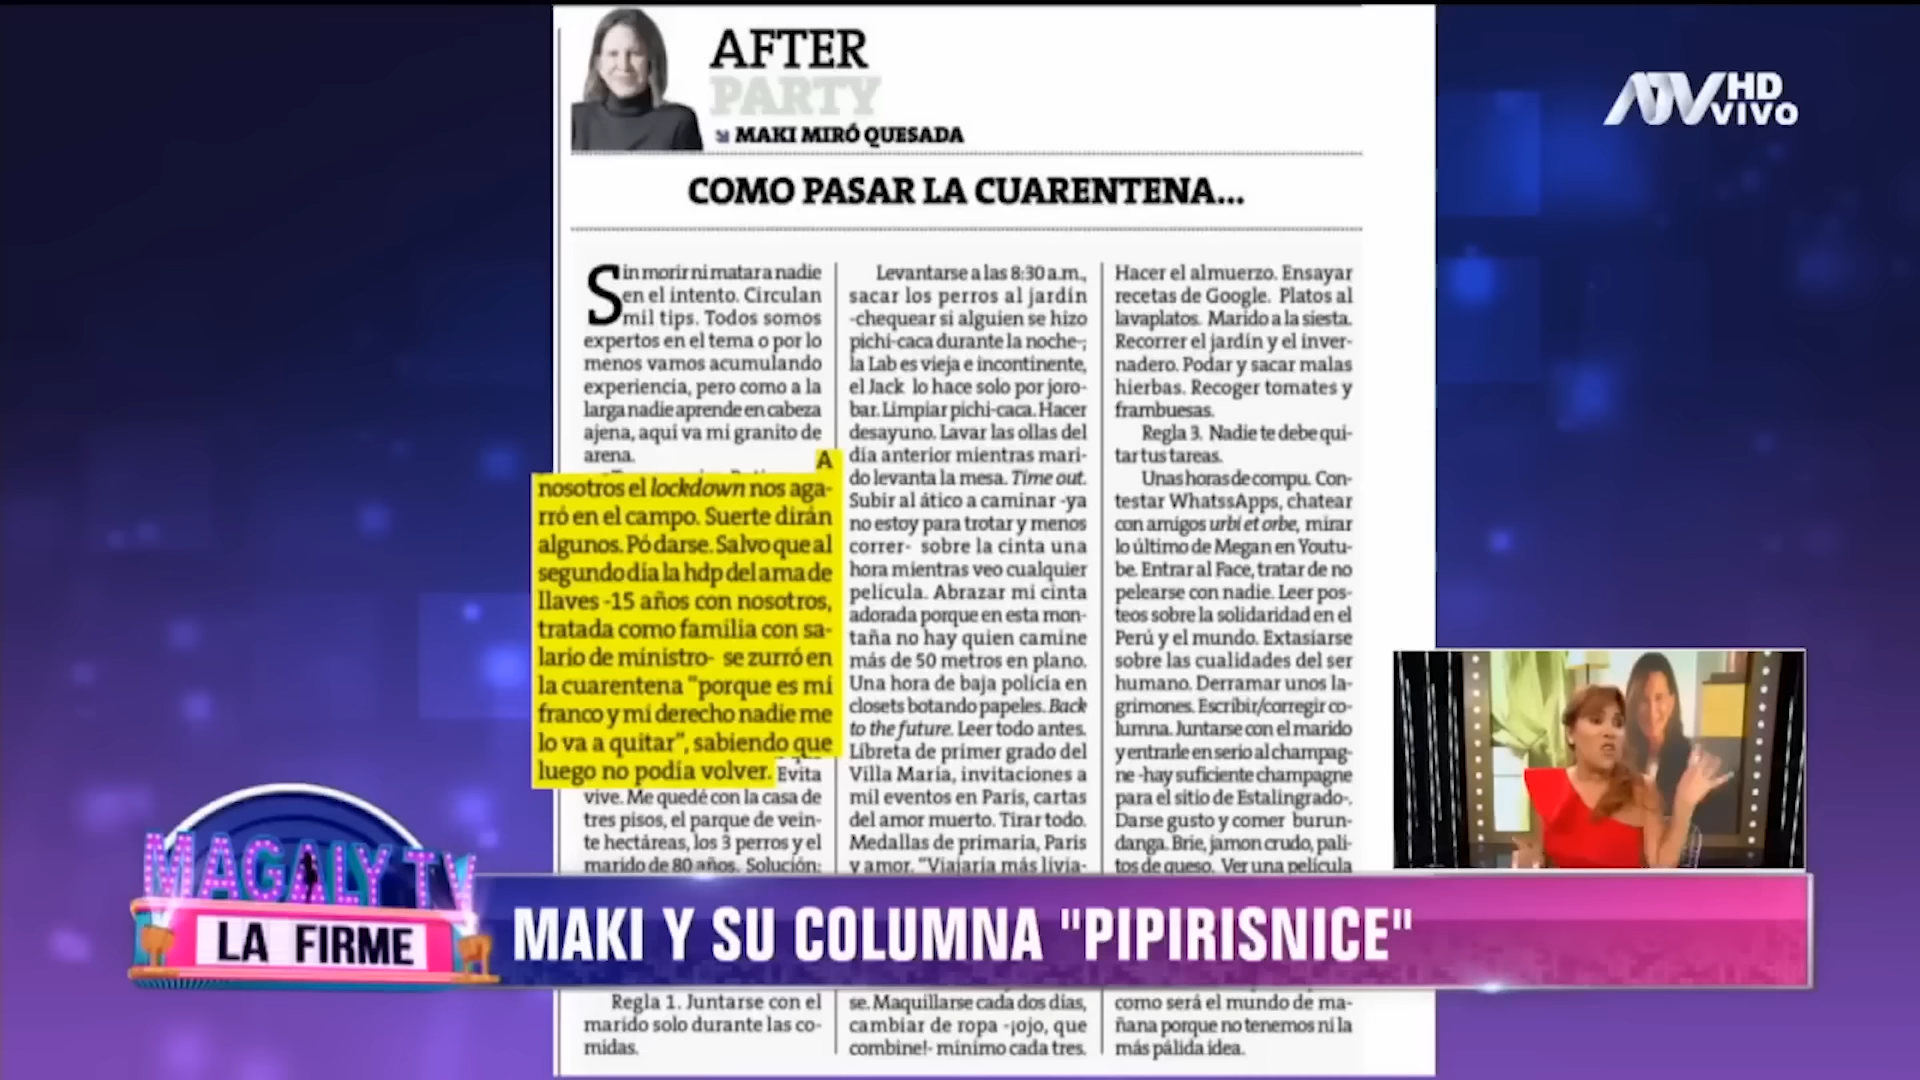 AFTER
PARTY
MAKI MIRÓ QUESADA
COMO PASAR LA CUARENTENA...
Sin morir ni matar a nadie
en el intento. Circulan
mil tips. Todos somos
expertos en el tema o por lo
menos vamos acumulando
experiencia, pero como a la
larga nadie aprende en cabeza
ajena, aquí va mi granito de
arena.
A
nosotros el lockdown nos aga-
rró en el campo. Suerte dirán
algunos. Pó darse. Salvo que al
segundo día la hdp del ama de
llaves -15 años con nosotros,
tratada como familia con sa-
lario de ministro- se zurró en
la cuarentena "porque es mi
franco y mi derecho nadie me
lo va a quitar", sabiendo que
luego no podía volver. Evita
vive. Me quedé con la casa de
tres pisos, el parque de vein-
te hectáreas, los 3 perros y el
marido de 80 años. Solución:
Regla 1. Juntarse con el
marido solo durante las co-
midas.
Levantarse a las 8:30 a.m.,
sacar los perros al jardín
-chequear si alguien se hizo
pichi-caca durante la noche-;
la Lab es vieja e incontinente,
el Jack lo hace solo por joro-
bar. Limpiar pichi-caca. Hacer
desayuno. Lavar las ollas del
día anterior mientras mari-
do levanta la mesa. Time out.
Subir al ático a caminar -ya
no estoy para trotar y menos
correr- sobre la cinta una
hora mientras veo cualquier
película. Abrazar mi cinta
adorada porque en esta mon-
taña no hay quien camine
más de 50 metros en plano.
Una hora de baja policía en
closets botando papeles. Back
to the future. Leer todo antes.
Libreta de primer grado del
Villa María, invitaciones a
mil eventos en París, cartas
del amor muerto. Tirar todo.
Medallas de primaria, París
y amor. "Viajaría más livia-
se. Maquillarse cada dos días,
cambiar de ropa -¡ojo, que
combine!- mínimo cada tres.
Hacer el almuerzo. Ensayar
recetas de Google. Platos al
lavaplatos. Marido a la siesta.
Recorrer el jardín y el inver-
nadero. Podar y sacar malas
hierbas. Recoger tomates y
frambuesas.
Regla 3. Nadie te debe qui-
tar tus tareas.
Unas horas de compu. Con-
testar WhatssApps, chatear
con amigos urbi et orbe, mirar
lo último de Megan en Youtu-
be. Entrar al Face, tratar de no
pelearse con nadie. Leer pos-
teos sobre la solidaridad en el
Perú y el mundo. Extasiarse
sobre las cualidades del ser
humano. Derramar unos la-
grimones. Escribir/corregir co-
lumna. Juntarse con el marido
y entrarle en serio al champag-
ne -hay suficiente champagne
para el sitio de Estalingrado-.
Darse gusto y comer burun-
danga. Brie, jamon crudo, pali-
tos de queso. Ver una película
como será el mundo de ma-
ñana porque no tenemos ni la
más pálida idea.
ATV HD
VIVO
MAGALY TV
LA FIRME
MAKI Y SU COLUMNA "PIPIRISNICE"